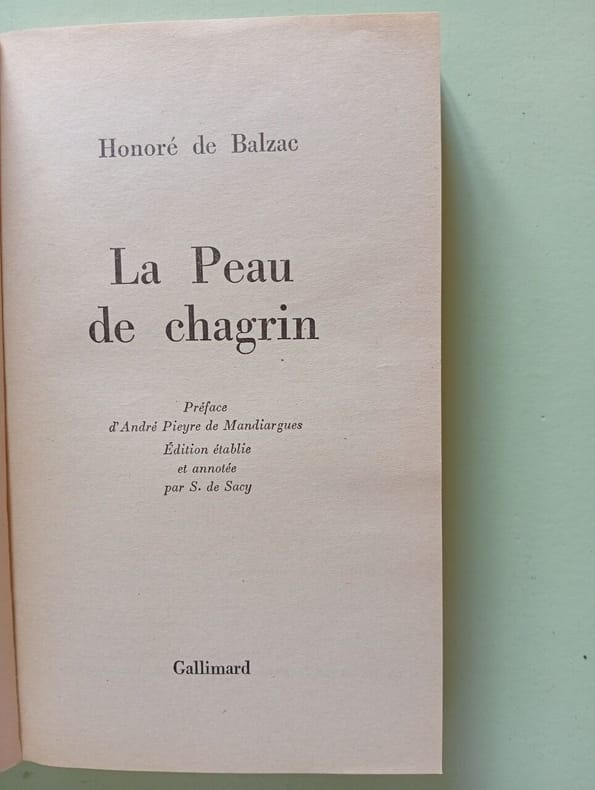 Honoré de Balzac
La Peau
de chagrin
Préface
d'André Pieyre de Mandiargues
Édition établie
et annotée
par S. de Sacy
Gallimard